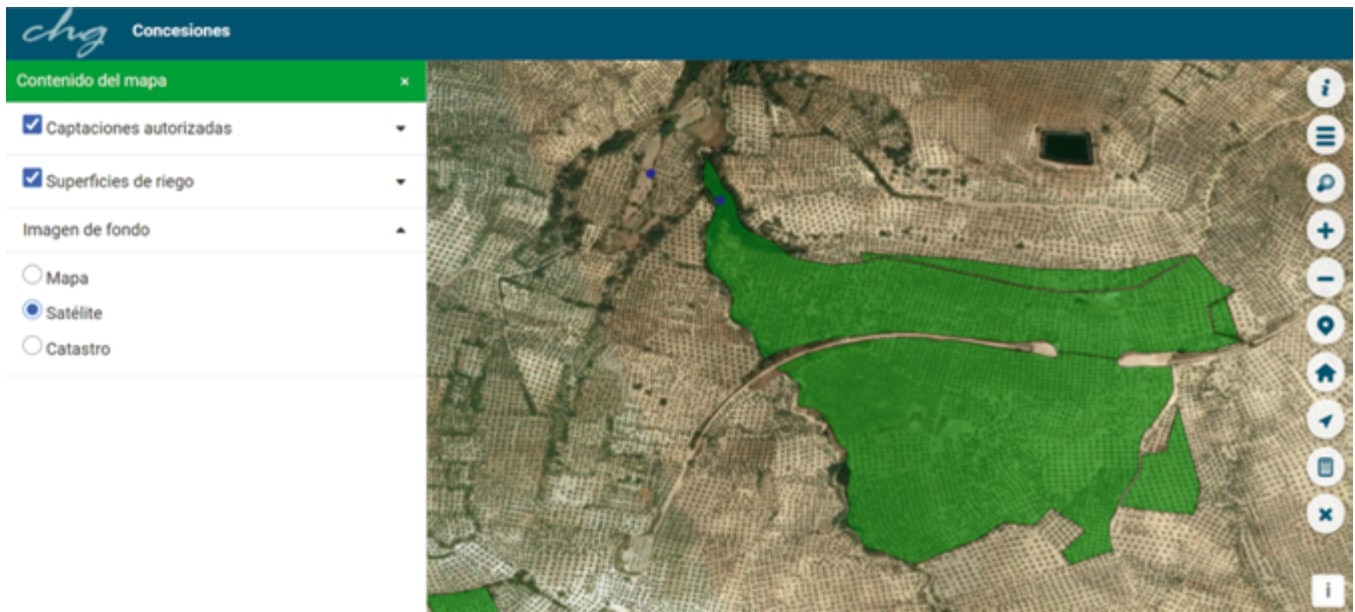 chg Concesiones
Contenido del mapa ×
Captaciones autorizadas
Superficies de riego
Imagen de fondo
Mapa
Satélite
Catastro